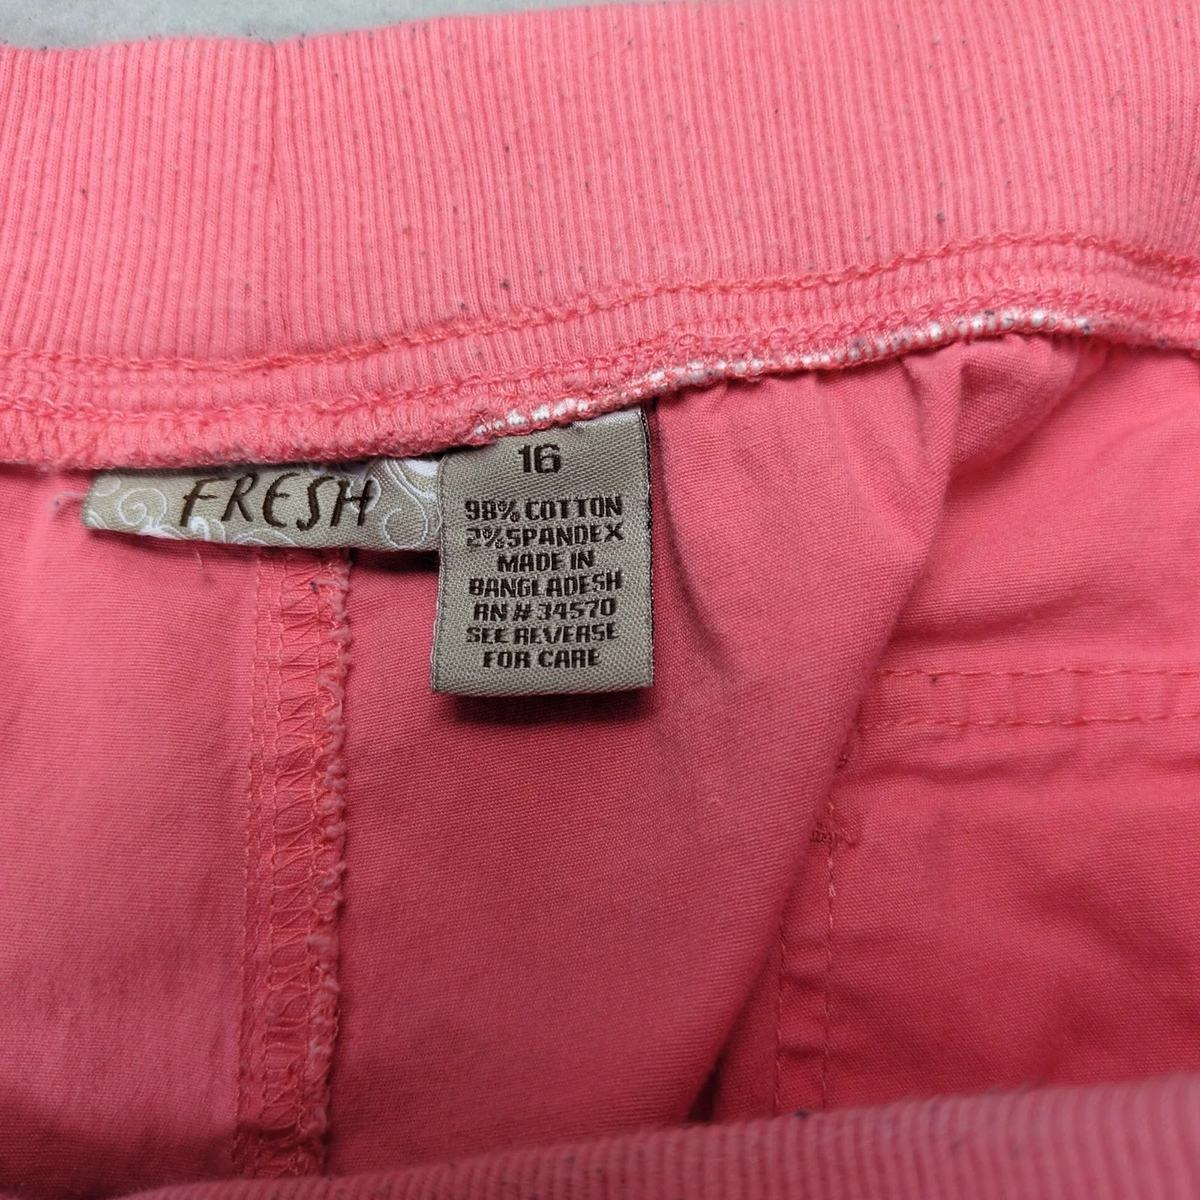 FRESH
16
98% COTTON
2% SPANDEX
MADE IN
BANGLADESH
RN # 34570
SEE REVERSE
FOR CARE